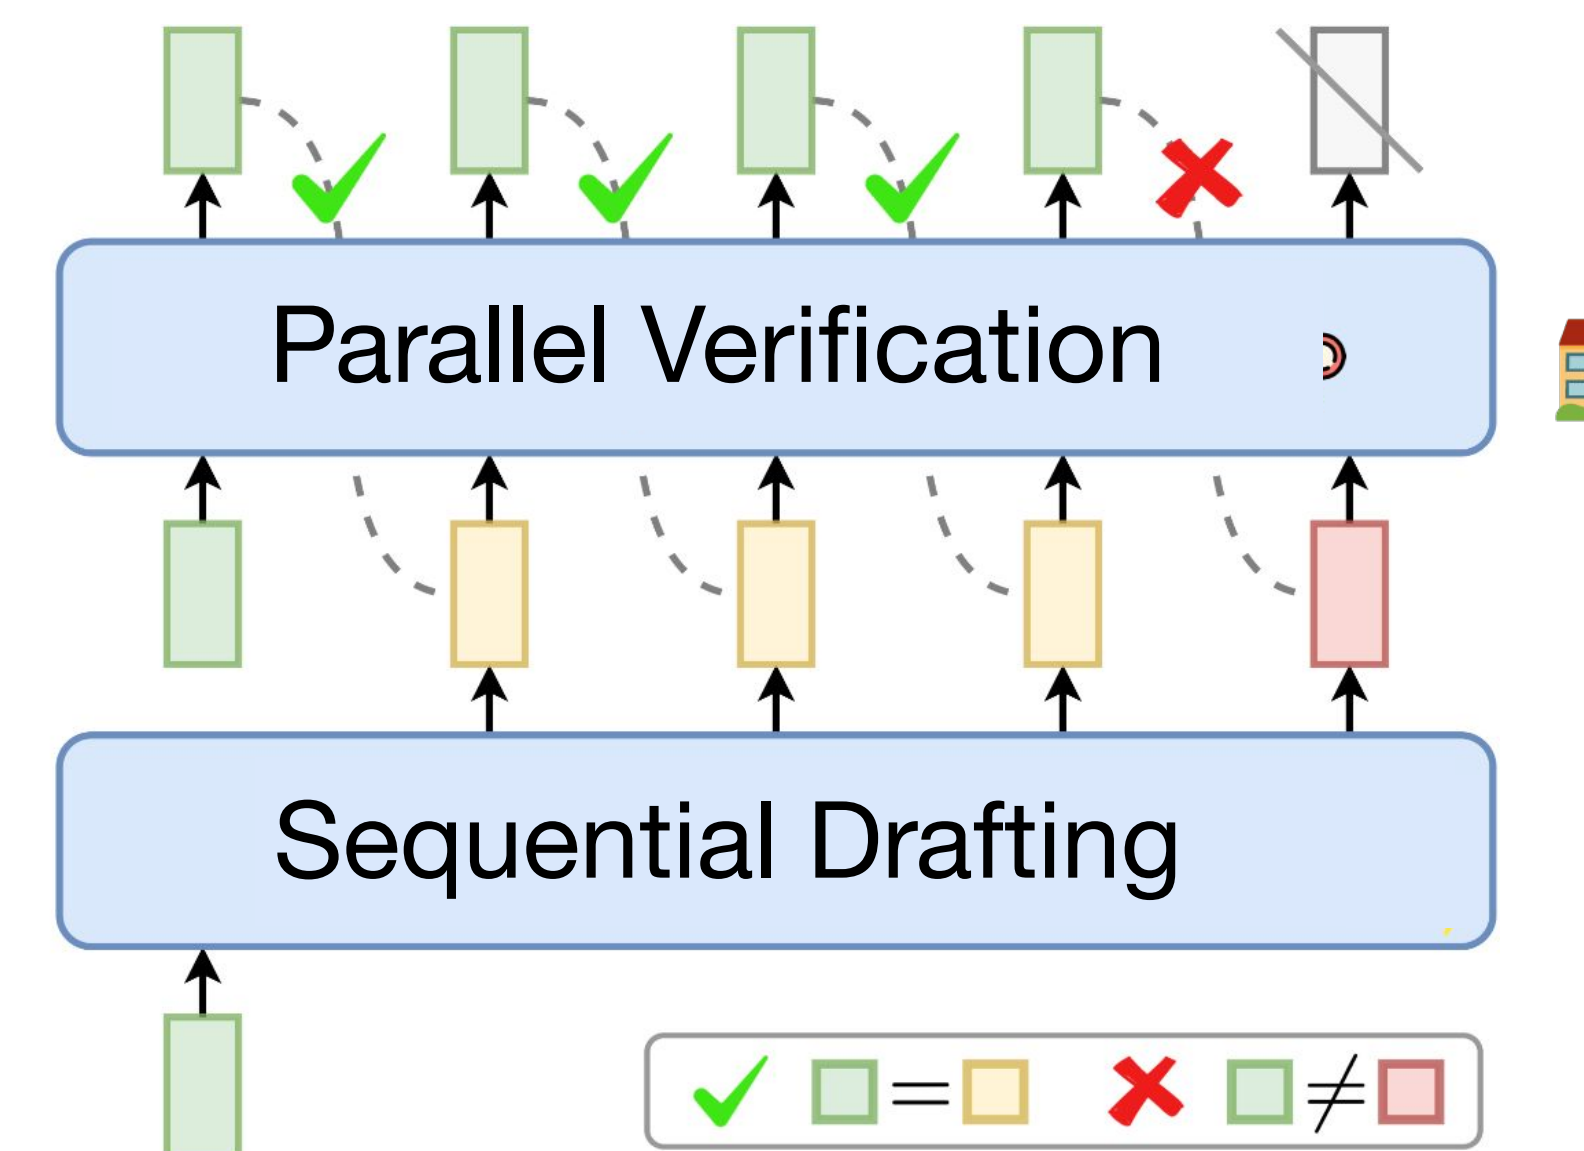 Parallel Verification
Sequential Drafting
= ≠